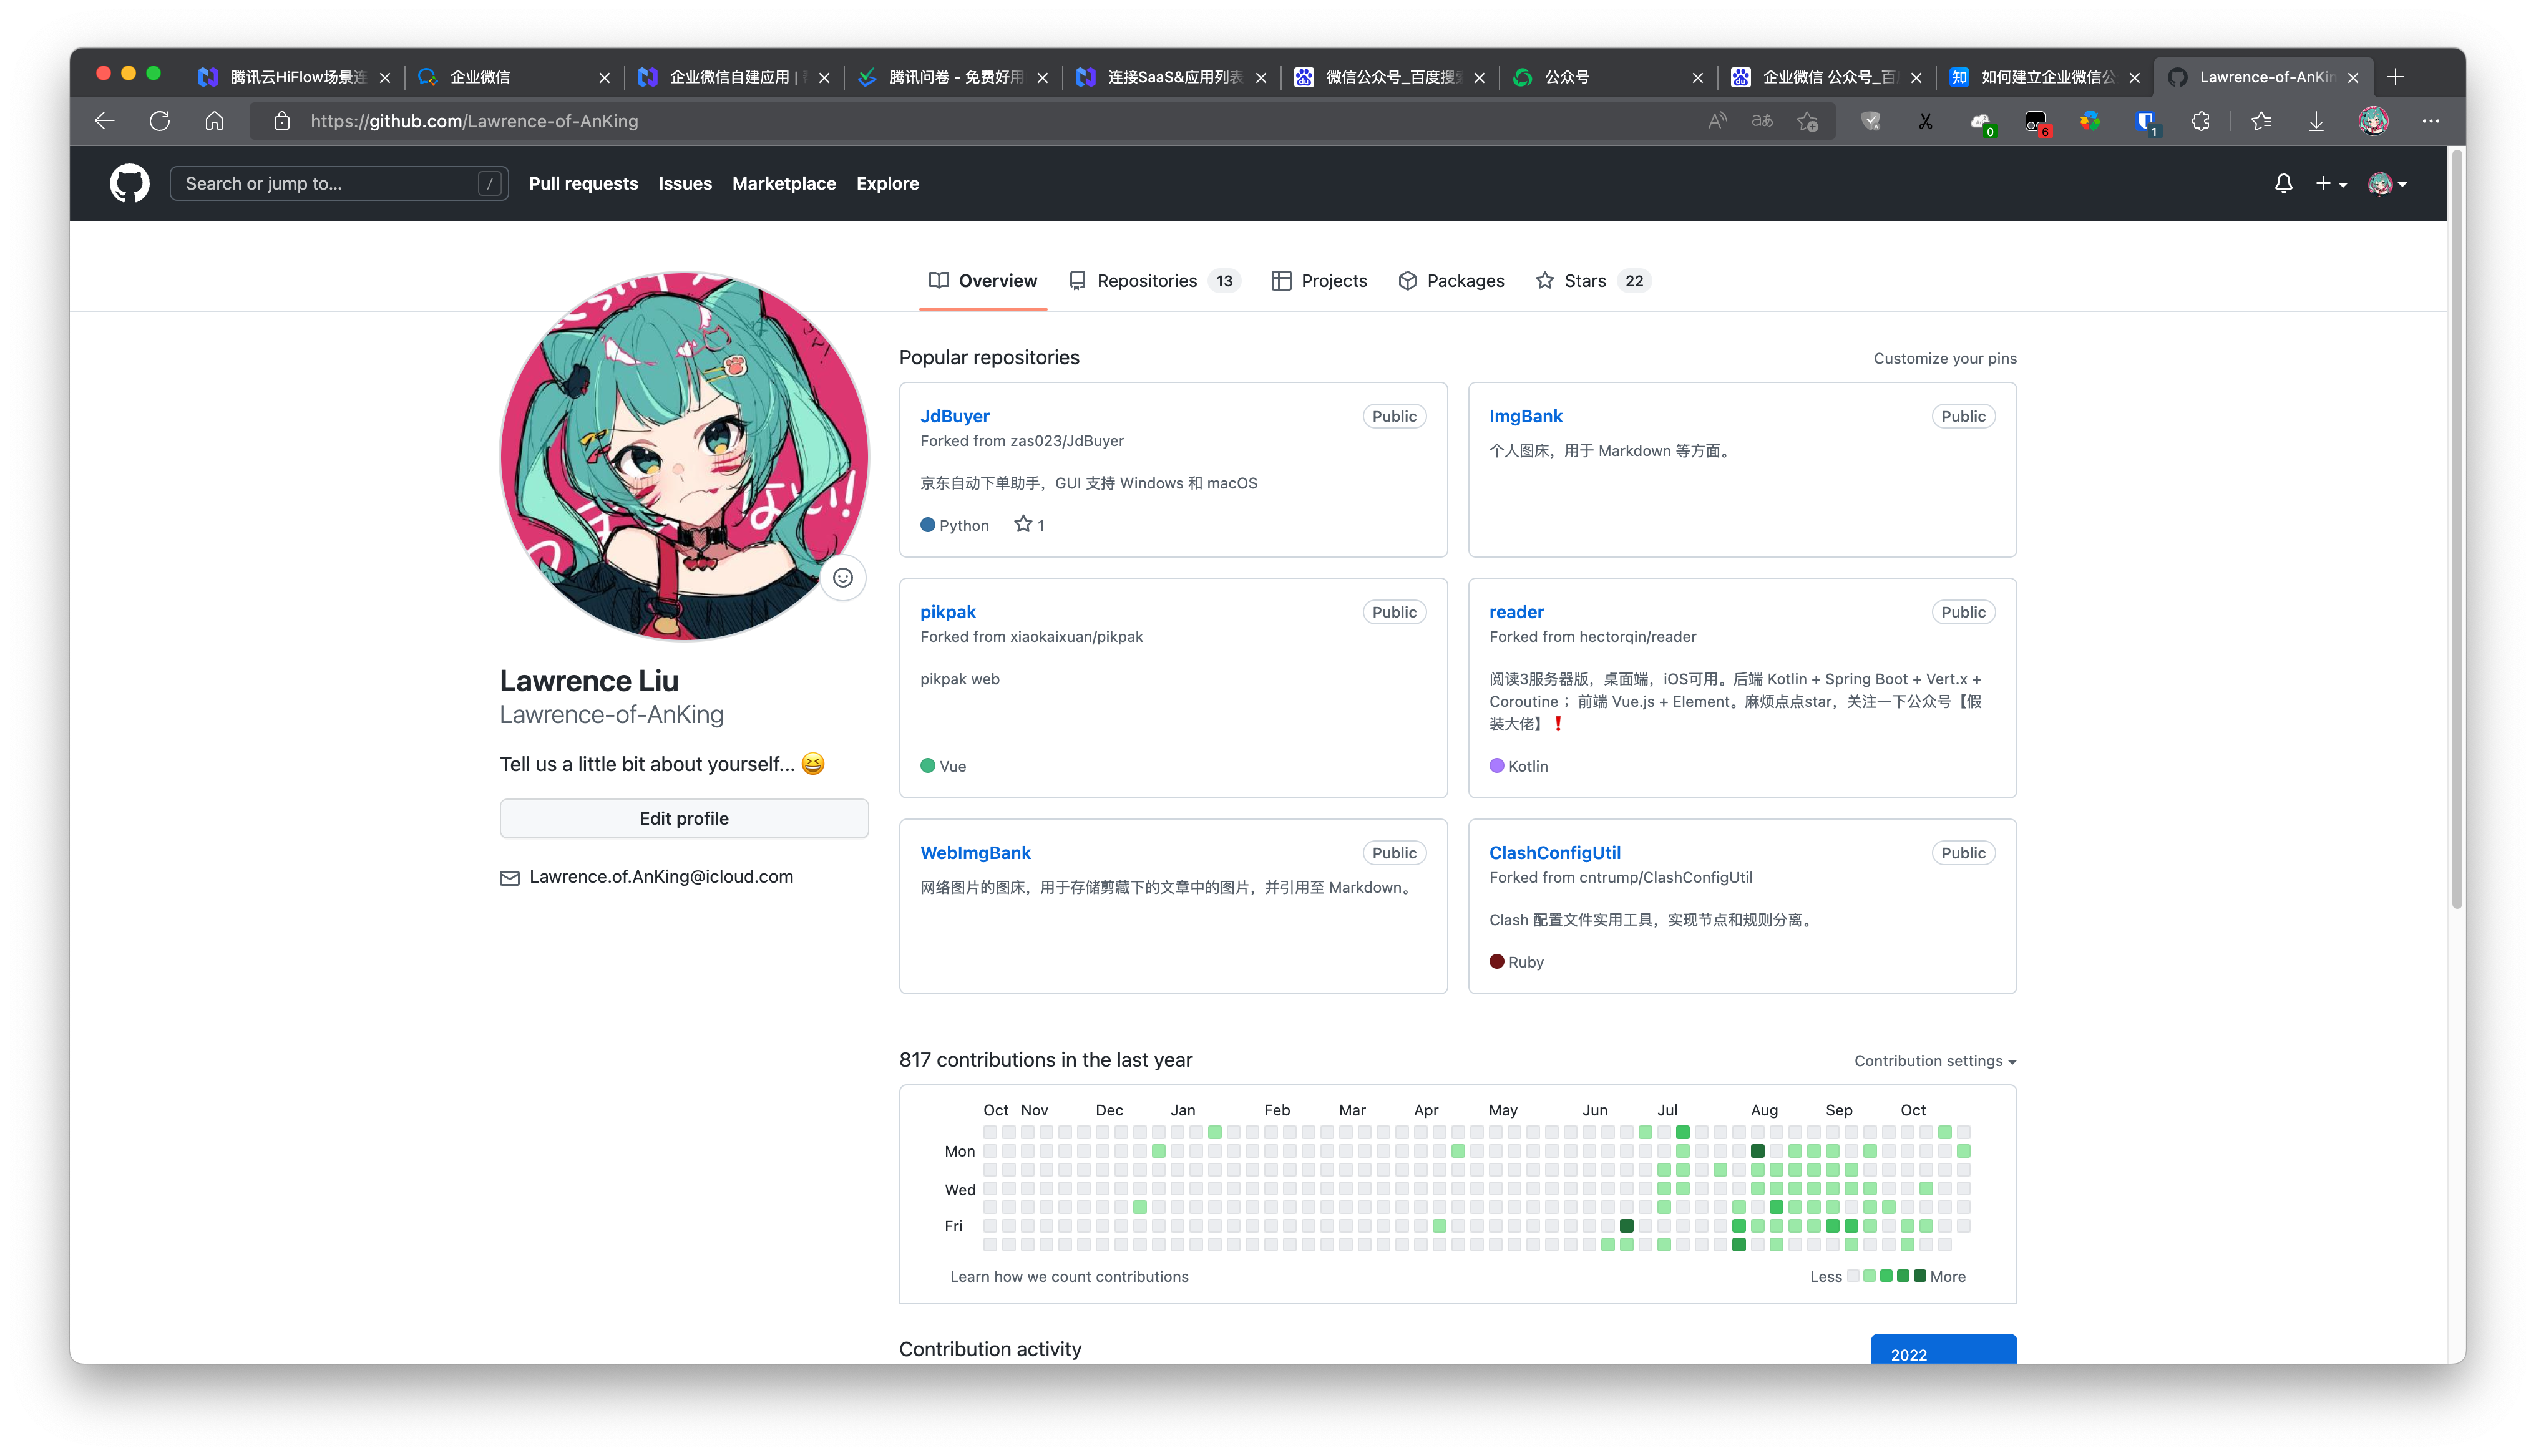 腾讯云HiFlow场景连
企业微信
企业微信自建应用 |
腾讯问卷 - 免费好用
连接SaaS&应用列表
微信公众号_百度搜
公众号
企业微信 公众号_百
如何建立企业微信公
Lawrence-of-AnKin
https://github.com/Lawrence-of-AnKing
0
6
1
Search or jump to... /
Pull requests
Issues
Marketplace
Explore
Overview
Repositories 13
Projects
Packages
Stars 22
Lawrence Liu
Lawrence-of-AnKing
Tell us a little bit about yourself... 😆
Edit profile
Lawrence.of.AnKing@icloud.com
Popular repositories
Customize your pins
JdBuyer Public
Forked from zas023/JdBuyer
京东自动下单助手，GUI 支持 Windows 和 macOS
Python 1
ImgBank Public
个人图床，用于 Markdown 等方面。
pikpak Public
Forked from xiaokaixuan/pikpak
pikpak web
Vue
reader Public
Forked from hectorqin/reader
阅读3服务器版，桌面端，iOS可用。后端 Kotlin + Spring Boot + Vert.x +
Coroutine ；前端 Vue.js + Element。麻烦点点star，关注一下公众号【假
装大佬】❗
Kotlin
WebImgBank Public
网络图片的图床，用于存储剪藏下的文章中的图片，并引用至 Markdown。
ClashConfigUtil Public
Forked from cntrump/ClashConfigUtil
Clash 配置文件实用工具，实现节点和规则分离。
Ruby
817 contributions in the last year
Contribution settings
Oct Nov Dec Jan Feb Mar Apr May Jun Jul Aug Sep Oct
Mon
Wed
Fri
Learn how we count contributions
Less More
Contribution activity
2022